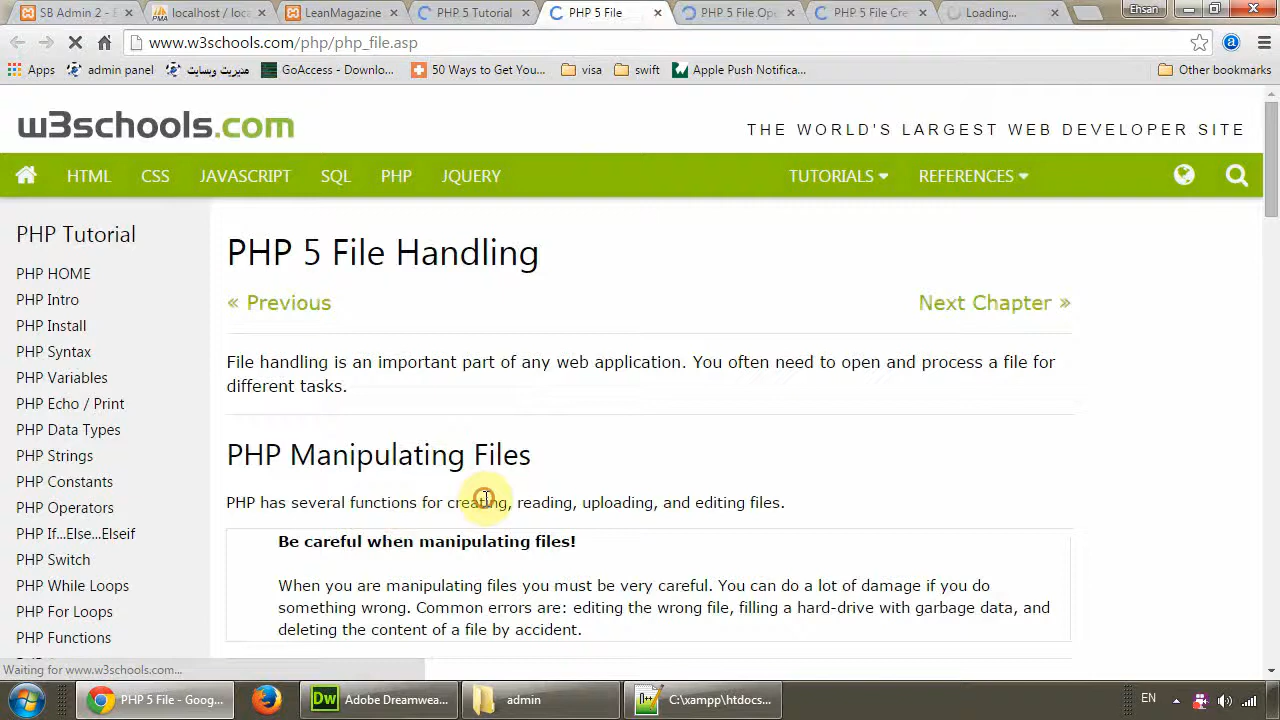 SB Admin 2 -
localhost / loca
LeanMagazine
PHP 5 Tutorial
PHP 5 File
PHP 5 File Ope
PHP 5 File Cre
Loading...
Ehsan
www.w3schools.com/php/php_file.asp
Apps
admin panel
مدیریت وبسایت
GoAccess - Downlo...
50 Ways to Get You...
visa
swift
Apple Push Notifica...
Other bookmarks
w3schools.com
THE WORLD'S LARGEST WEB DEVELOPER SITE
HTML CSS JAVASCRIPT SQL PHP JQUERY TUTORIALS REFERENCES
PHP Tutorial
PHP HOME
PHP Intro
PHP Install
PHP Syntax
PHP Variables
PHP Echo / Print
PHP Data Types
PHP Strings
PHP Constants
PHP Operators
PHP If...Else...Elseif
PHP Switch
PHP While Loops
PHP For Loops
PHP Functions
PHP 5 File Handling
« Previous
Next Chapter »
File handling is an important part of any web application. You often need to open and process a file for
different tasks.
PHP Manipulating Files
PHP has several functions for creating, reading, uploading, and editing files.
Be careful when manipulating files!
When you are manipulating files you must be very careful. You can do a lot of damage if you do
something wrong. Common errors are: editing the wrong file, filling a hard-drive with garbage data, and
deleting the content of a file by accident.
Waiting for www.w3schools.com...
PHP 5 File - Goog...
Adobe Dreamwea...
admin
C:\xampp\htdocs...
EN